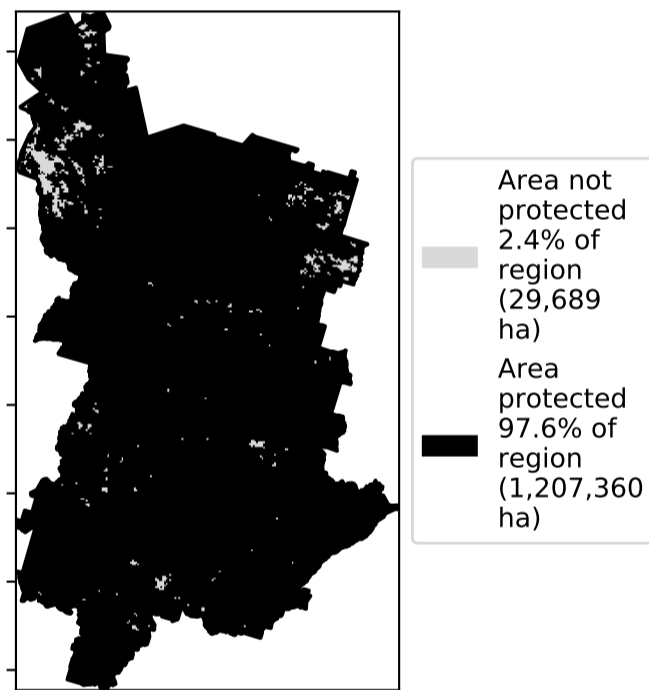 Area not
protected
2.4% of
region
(29,689
ha)
Area
protected
97.6% of
region
(1,207,360
ha)